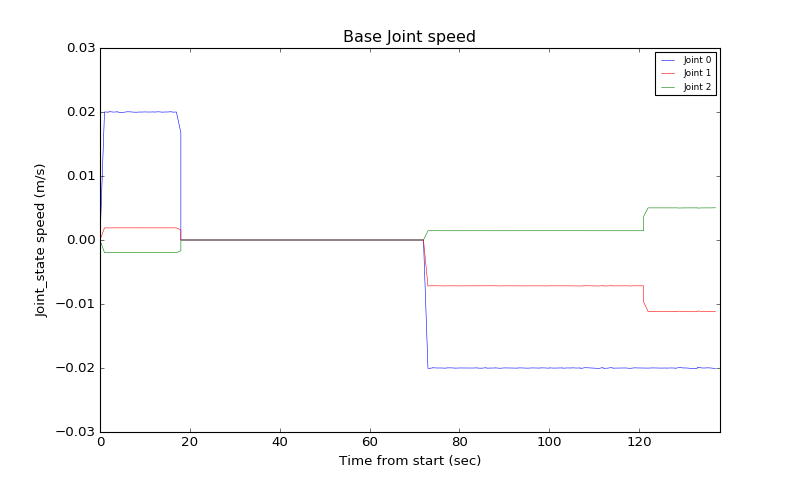 Base Joint speed
Joint 0
Joint 1
Joint 2
0.03
0.02
0.01
0.00
−0.01
−0.02
−0.03
Joint_state speed (m/s)
0 20 40 60 80 100 120
Time from start (sec)